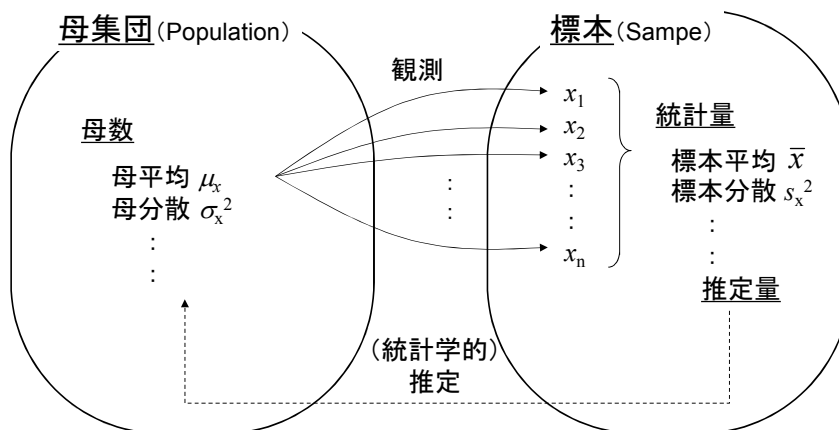 母集団(Population)
標本(Sampe)
観測
母数
母平均 μx
母分散 σx²
:
:
:
:
x1
x2
x3
:
:
xn
統計量
標本平均 x̅
標本分散 sx²
:
:
推定量
(統計学的)
推定